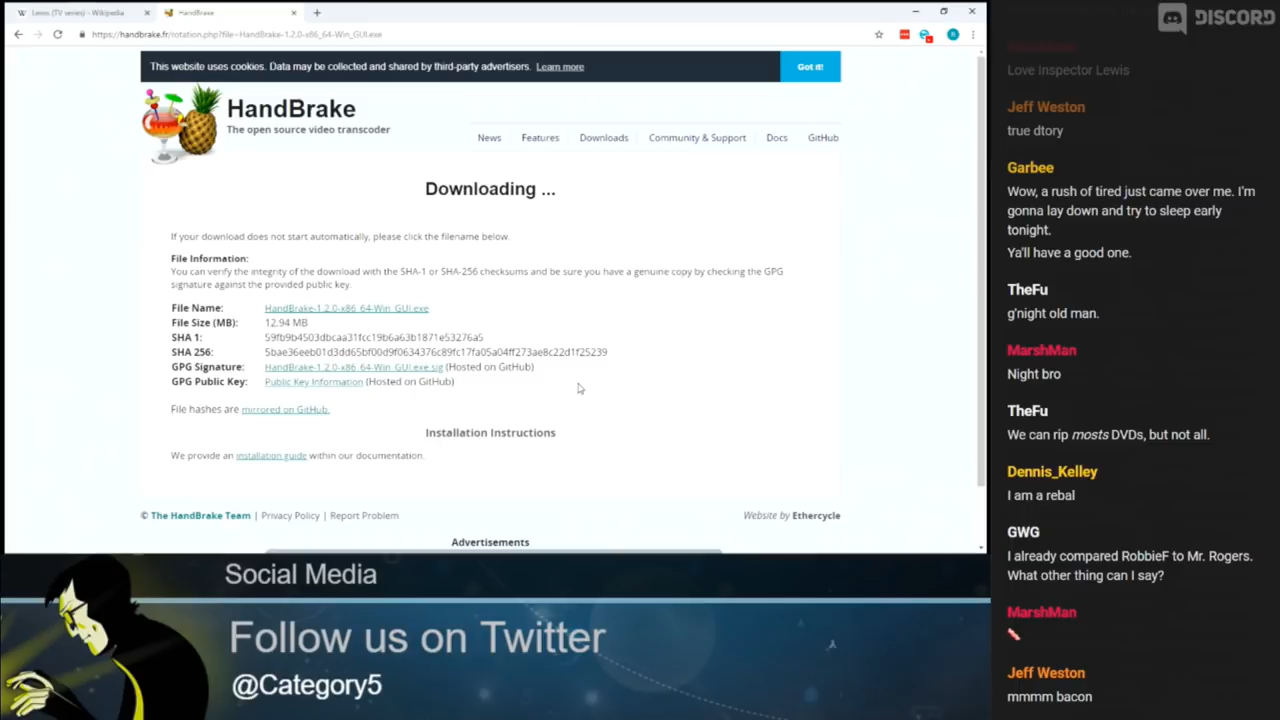 Lewis (TV series) - Wikipedia
HandBrake
https://handbrake.fr/rotation.php?file=HandBrake-1.2.0-x86_64-Win_GUI.exe
This website uses cookies. Data may be collected and shared by third-party advertisers. Learn more
Got it!
HandBrake
The open source video transcoder
News Features Downloads Community & Support Docs GitHub
Downloading ...
If your download does not start automatically, please click the filename below.
File Information:
You can verify the integrity of the download with the SHA-1 or SHA-256 checksums and be sure you have a genuine copy by checking the GPG
signature against the provided public key.
File Name: HandBrake-1.2.0-x86_64-Win_GUI.exe
File Size (MB): 12.94 MB
SHA 1: 59fb9b4503dbcaa31fcc19b6a63b1871e53276a5
SHA 256: 5bae36eeb01d3dd65bf00d9f0634376c89fc17fa05a04ff273ae8c22d1f25239
GPG Signature: HandBrake-1.2.0-x86_64-Win_GUI.exe.sig (Hosted on GitHub)
GPG Public Key: Public Key Information (Hosted on GitHub)
File hashes are mirrored on GitHub.
Installation Instructions
We provide an installation guide within our documentation.
© The HandBrake Team | Privacy Policy | Report Problem
Website by Ethercycle
Advertisements
Social Media
Follow us on Twitter
@Category5
DISCORD
Love Inspector Lewis
Jeff Weston
true dtory
Garbee
Wow, a rush of tired just came over me. I'm
gonna lay down and try to sleep early
tonight.
Ya'll have a good one.
TheFu
g'night old man.
MarshMan
Night bro
TheFu
We can rip mosts DVDs, but not all.
Dennis_Kelley
I am a rebal
GWG
I already compared RobbieF to Mr. Rogers.
What other thing can I say?
MarshMan
Jeff Weston
mmmm bacon